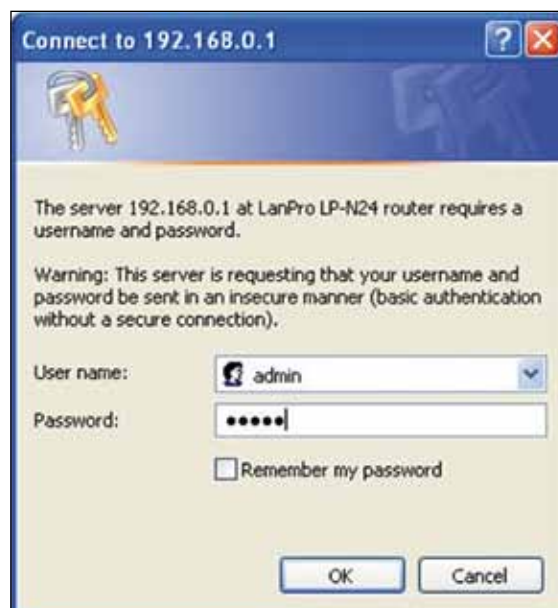 Connect to 192.168.0.1
The server 192.168.0.1 at LanPro LP-N24 router requires a
username and password.
Warning: This server is requesting that your username and
password be sent in an insecure manner (basic authentication
without a secure connection).
User name:
admin
Password:
•••••
Remember my password
OK
Cancel